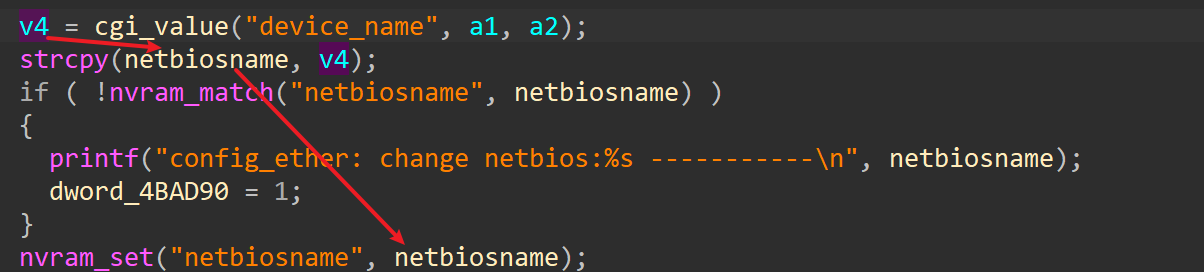 v4 = cgi_value("device_name", a1, a2);
strcpy(netbiosname, v4);
if ( !nvram_match("netbiosname", netbiosname) )
{
  printf("config_ether: change netbios:%s -----------\n", netbiosname);
  dword_4BAD90 = 1;
}
nvram_set("netbiosname", netbiosname);